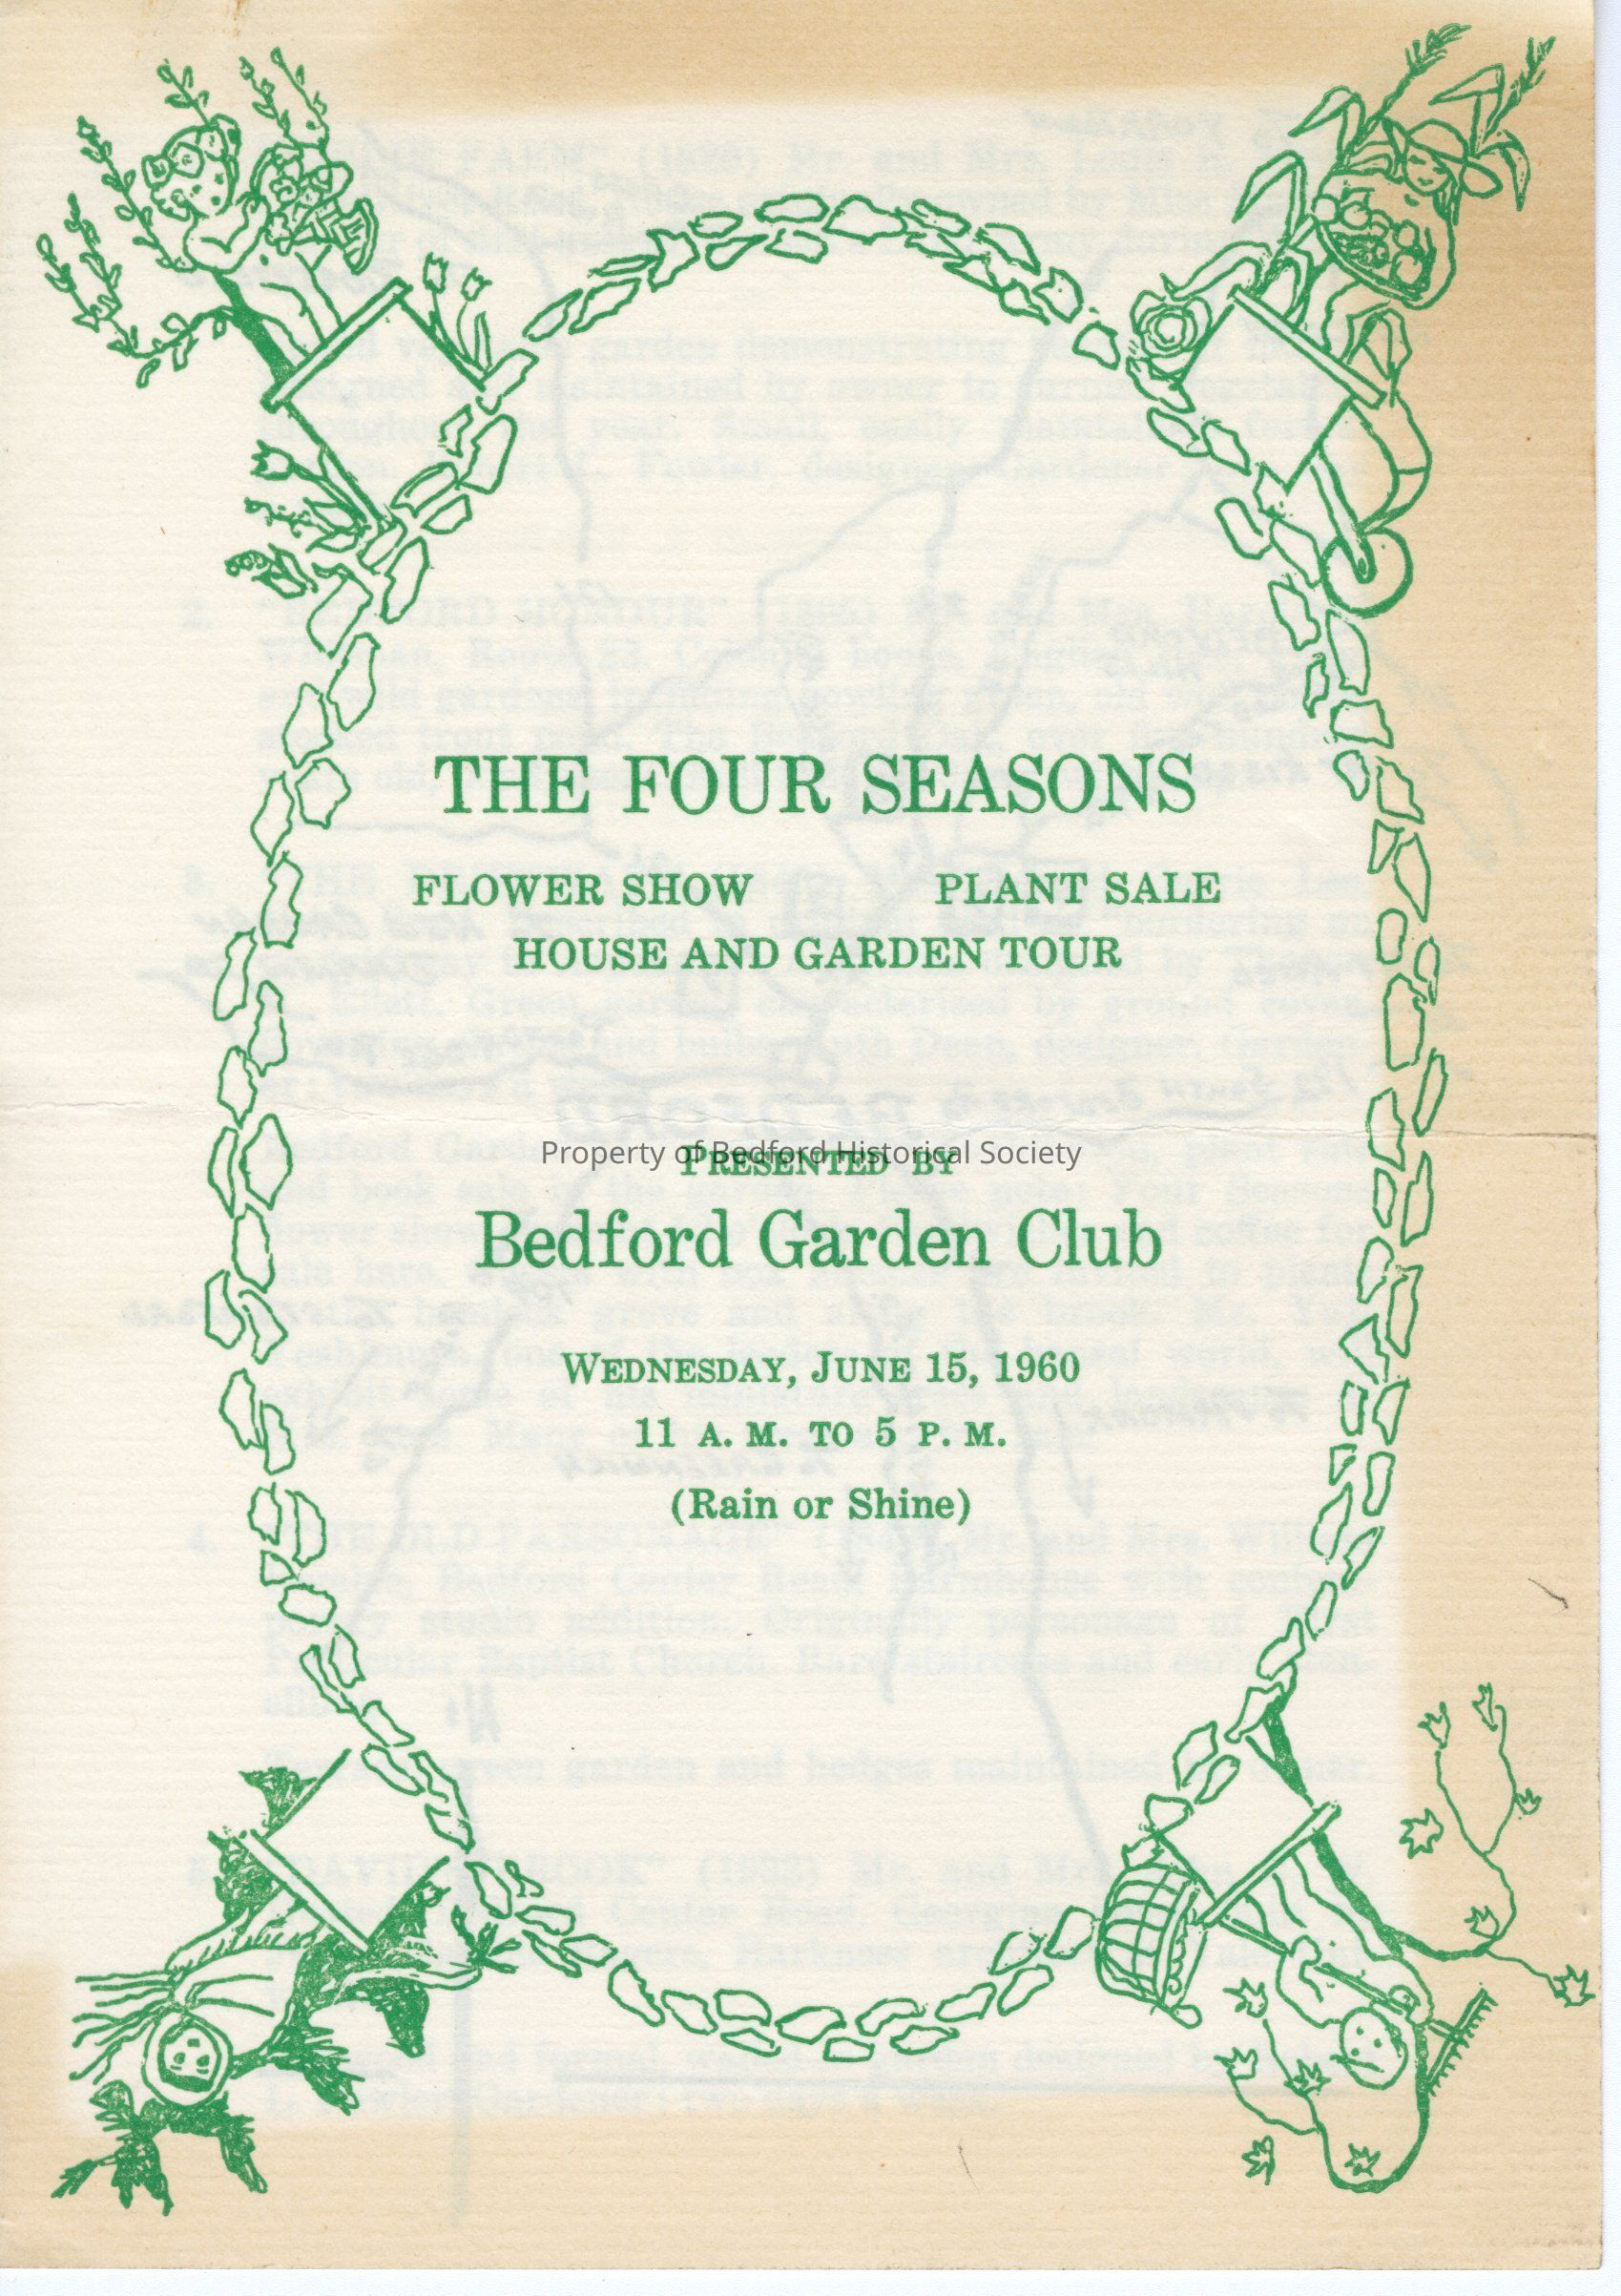 THE FOUR SEASONS
FLOWER SHOW PLANT SALE
HOUSE AND GARDEN TOUR
Property of Bedford Historical Society
PRESENTED BY
Bedford Garden Club
WEDNESDAY, JUNE 15, 1960
11 A. M. TO 5 P. M.
(Rain or Shine)